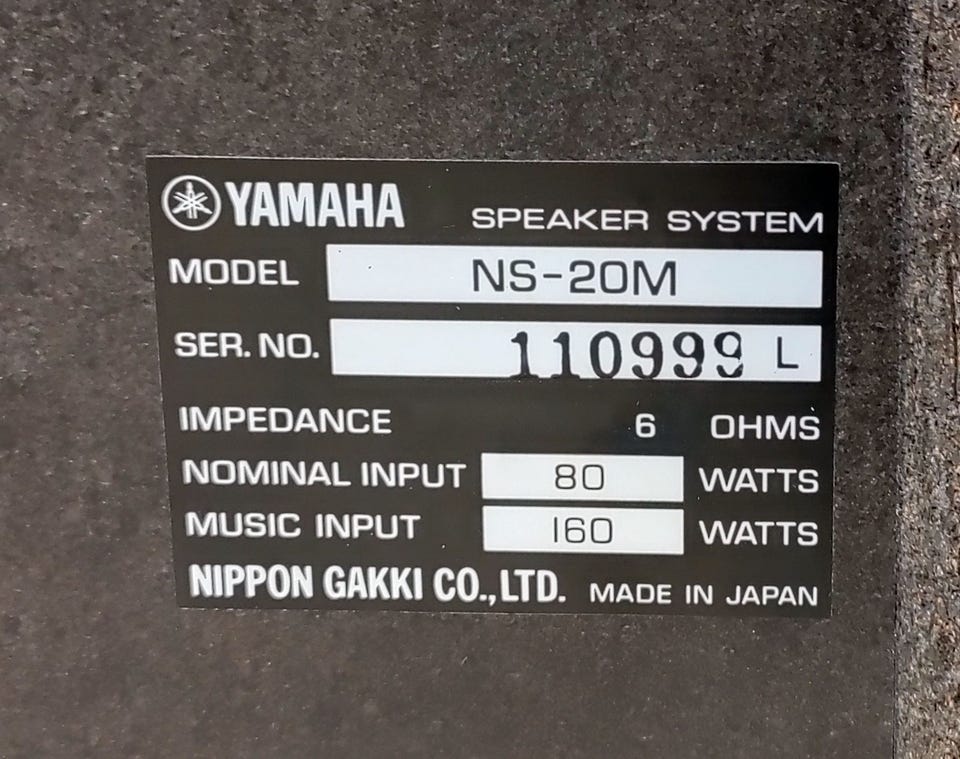 YAMAHA SPEAKER SYSTEM
MODEL NS-20M
SER. NO. 110999 L
IMPEDANCE 6 OHMS
NOMINAL INPUT 80 WATTS
MUSIC INPUT 160 WATTS
NIPPON GAKKI CO.,LTD. MADE IN JAPAN